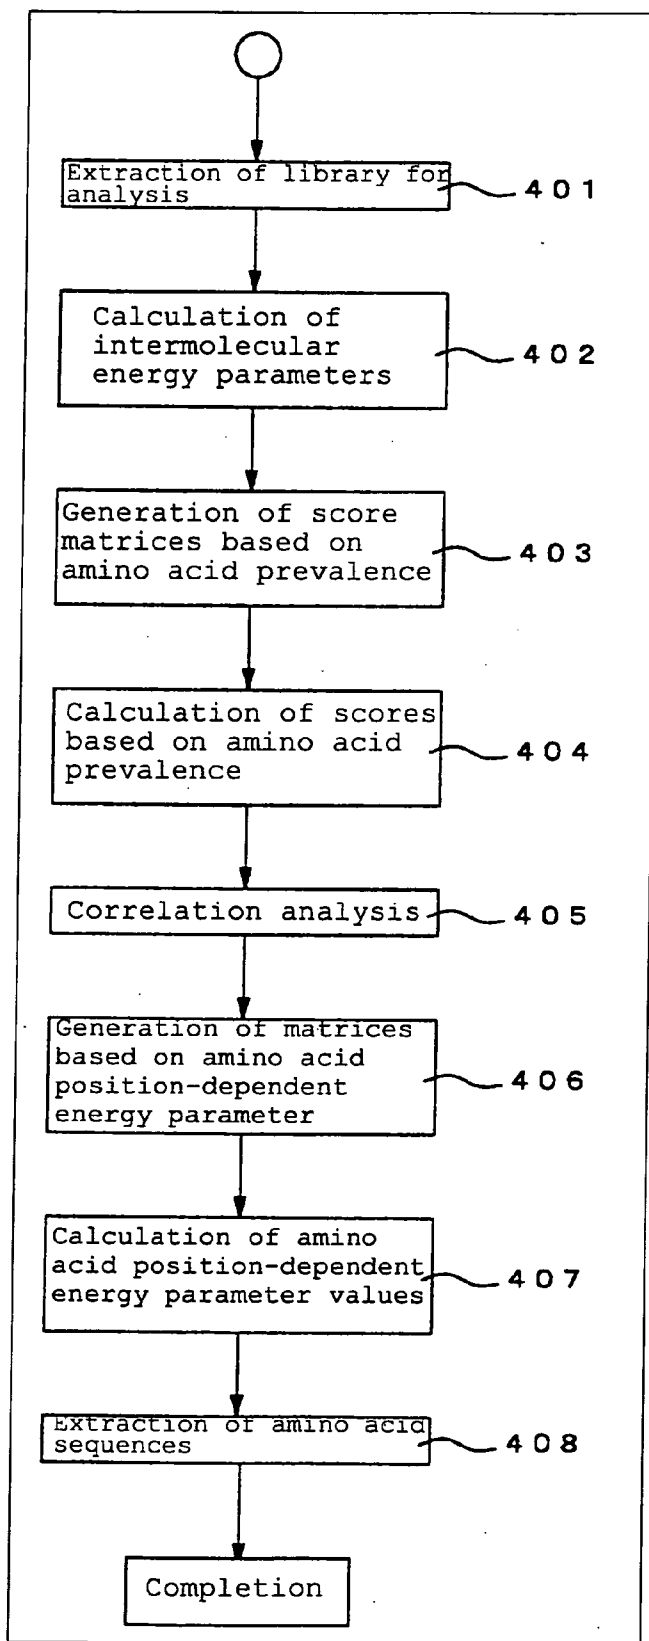 Extraction of library for
analysis
401
Calculation of
intermolecular
energy parameters
402
Generation of score
matrices based on
amino acid prevalence
403
Calculation of scores
based on amino acid
prevalence
404
Correlation analysis
405
Generation of matrices
based on amino acid
position-dependent
energy parameter
406
Calculation of amino
acid position-dependent
energy parameter values
407
Extraction of amino acid
sequences
408
Completion